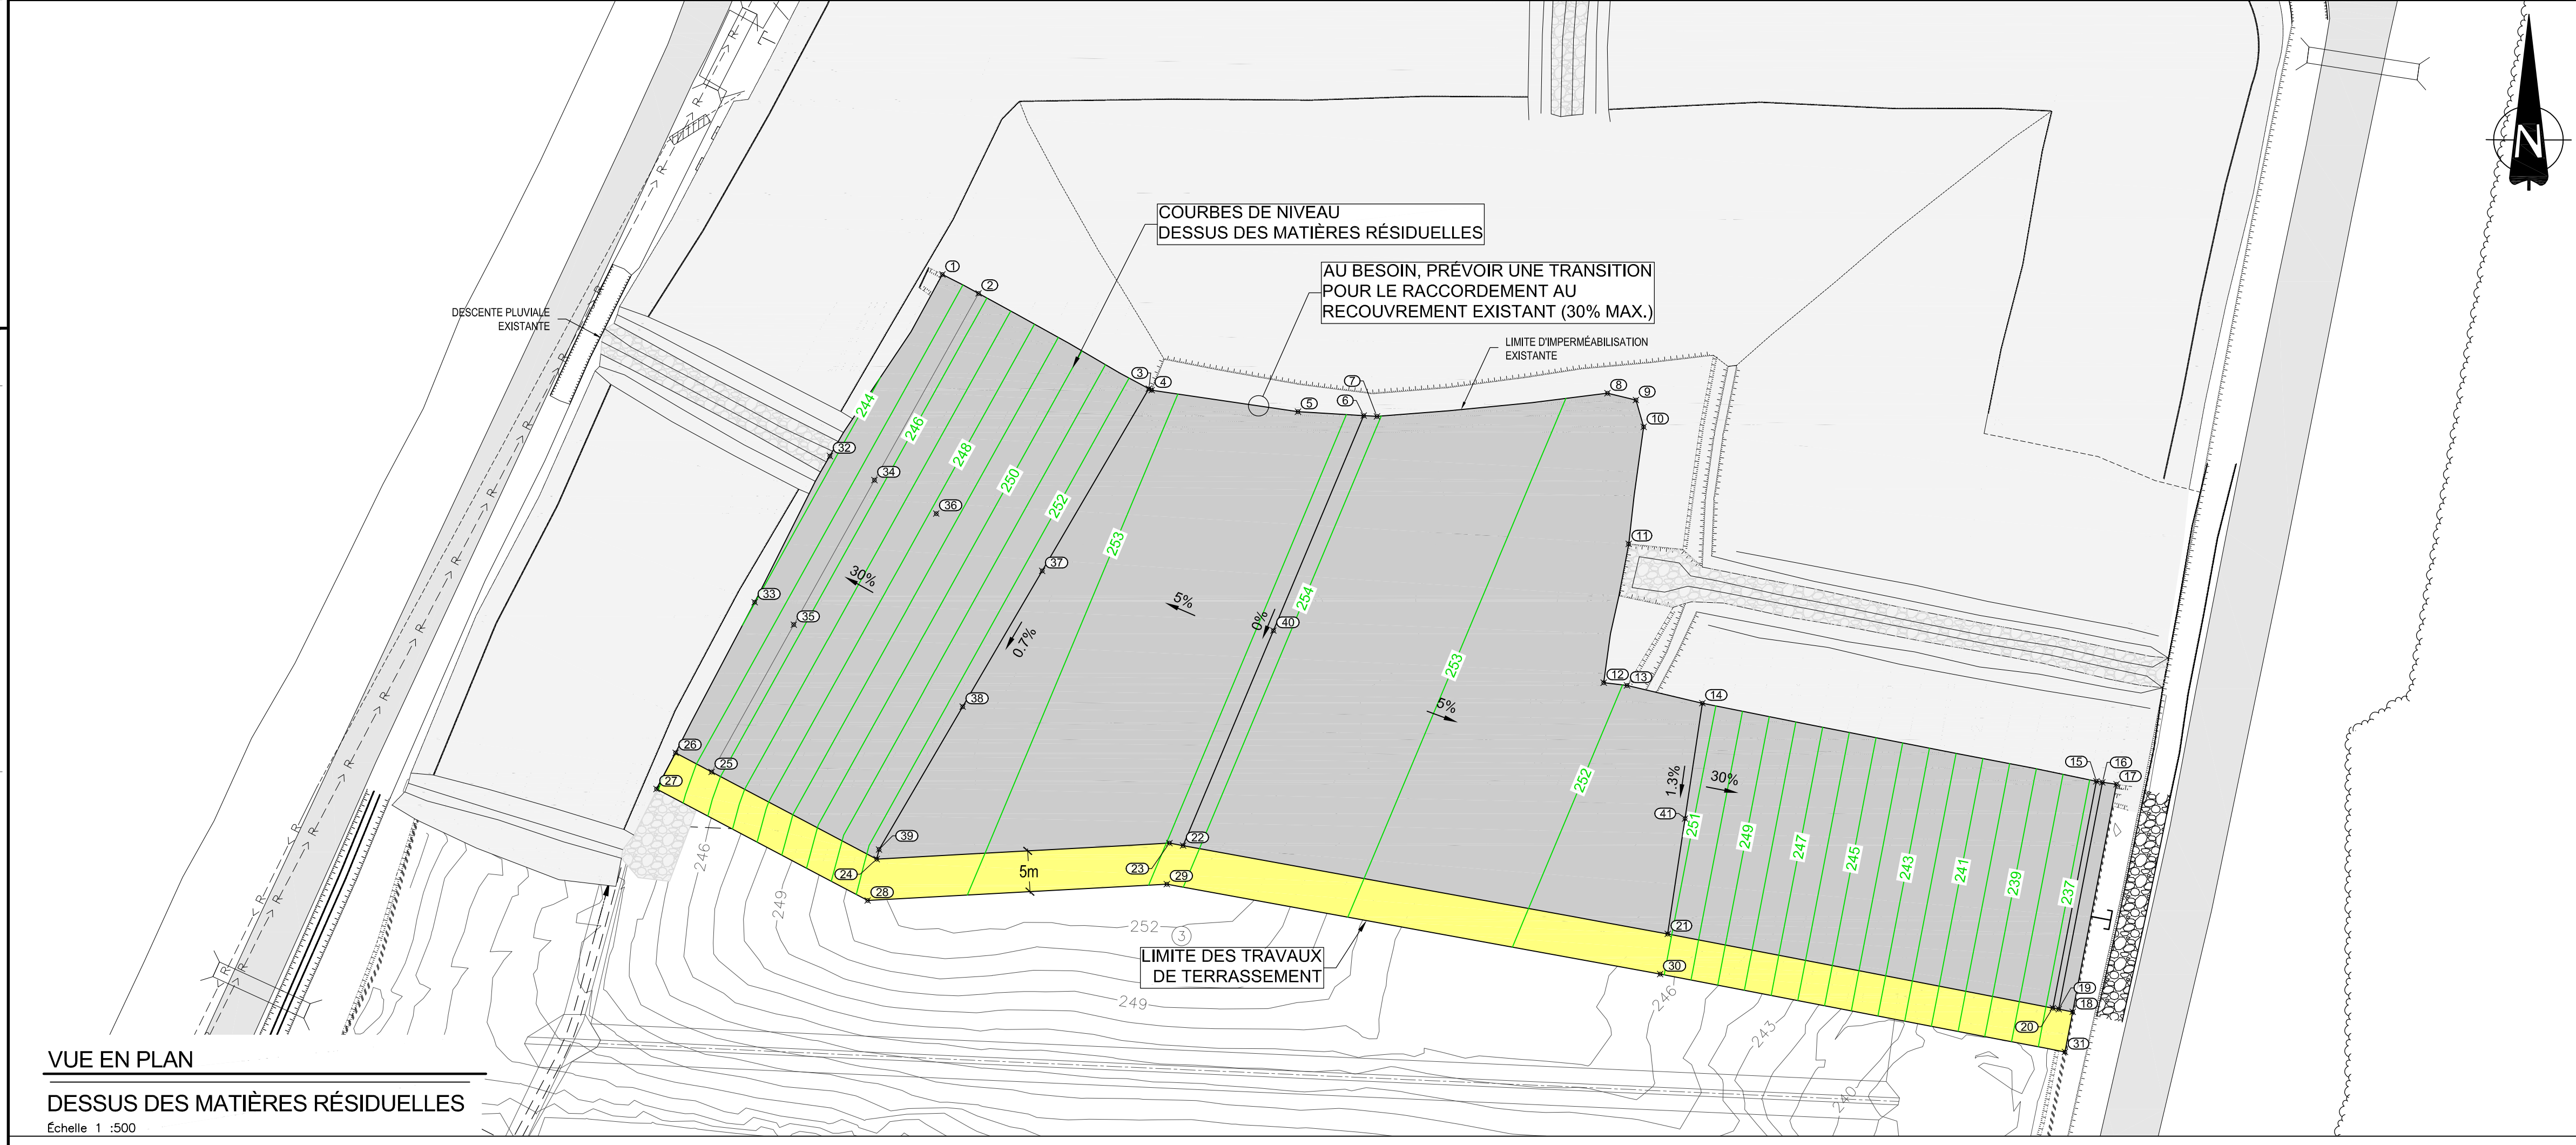 N
COURBES DE NIVEAU
DESSUS DES MATIÈRES RÉSIDUELLES
AU BESOIN, PRÉVOIR UNE TRANSITION
POUR LE RACCORDEMENT AU
RECOUVREMENT EXISTANT (30% MAX.)
DESCENTE PLUVIALE
EXISTANTE
LIMITE D'IMPERMÉABILISATION
EXISTANTE
1
2
3
4
5
6
7
8
9
10
11
12
13
14
15
16
17
18
19
20
21
22
23
24
25
26
27
28
29
30
31
32
33
34
35
36
37
38
39
40
41
244
246
248
250
252
253
254
253
252
251
249
247
245
243
241
239
237
30%
0.7%
5%
0%
5%
1.3%
30%
5m
246
249
252
3
249
246
243
240
LIMITE DES TRAVAUX
DE TERRASSEMENT
R
R
R
R
R
R
R
R
R
R
R
R
VUE EN PLAN
DESSUS DES MATIÈRES RÉSIDUELLES
Échelle 1 :500